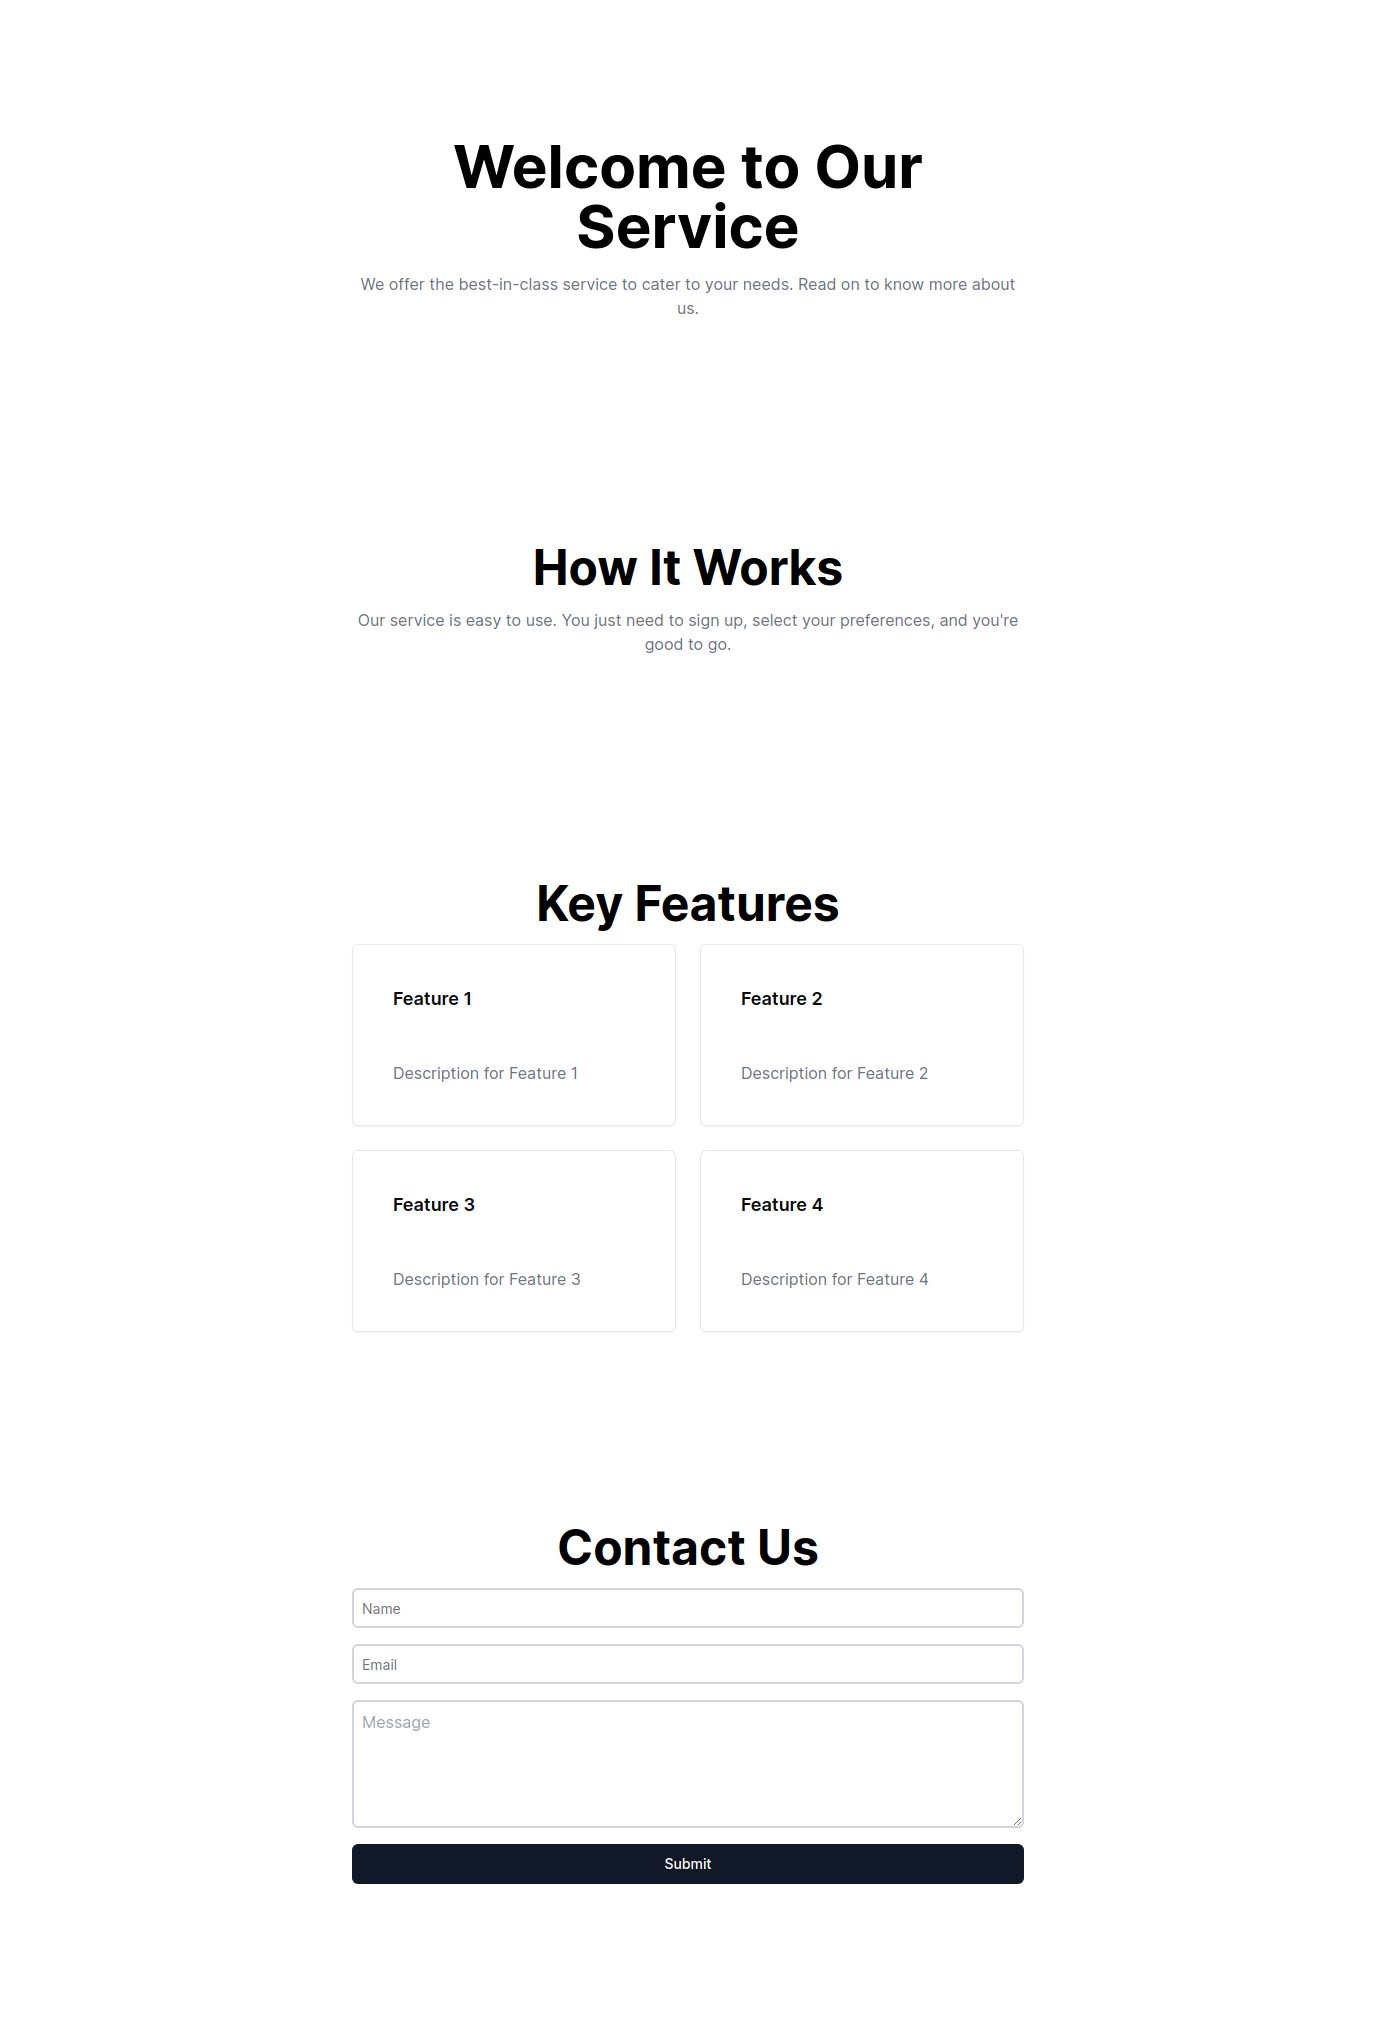 Welcome to Our
Service
We offer the best-in-class service to cater to your needs. Read on to know more about
us.
How It Works
Our service is easy to use. You just need to sign up, select your preferences, and you're
good to go.
Key Features
Feature 1
Feature 2
Description for Feature 1
Description for Feature 2
Feature 3
Feature 4
Description for Feature 3
Description for Feature 4
Contact Us
Name
Email
Message
Submit